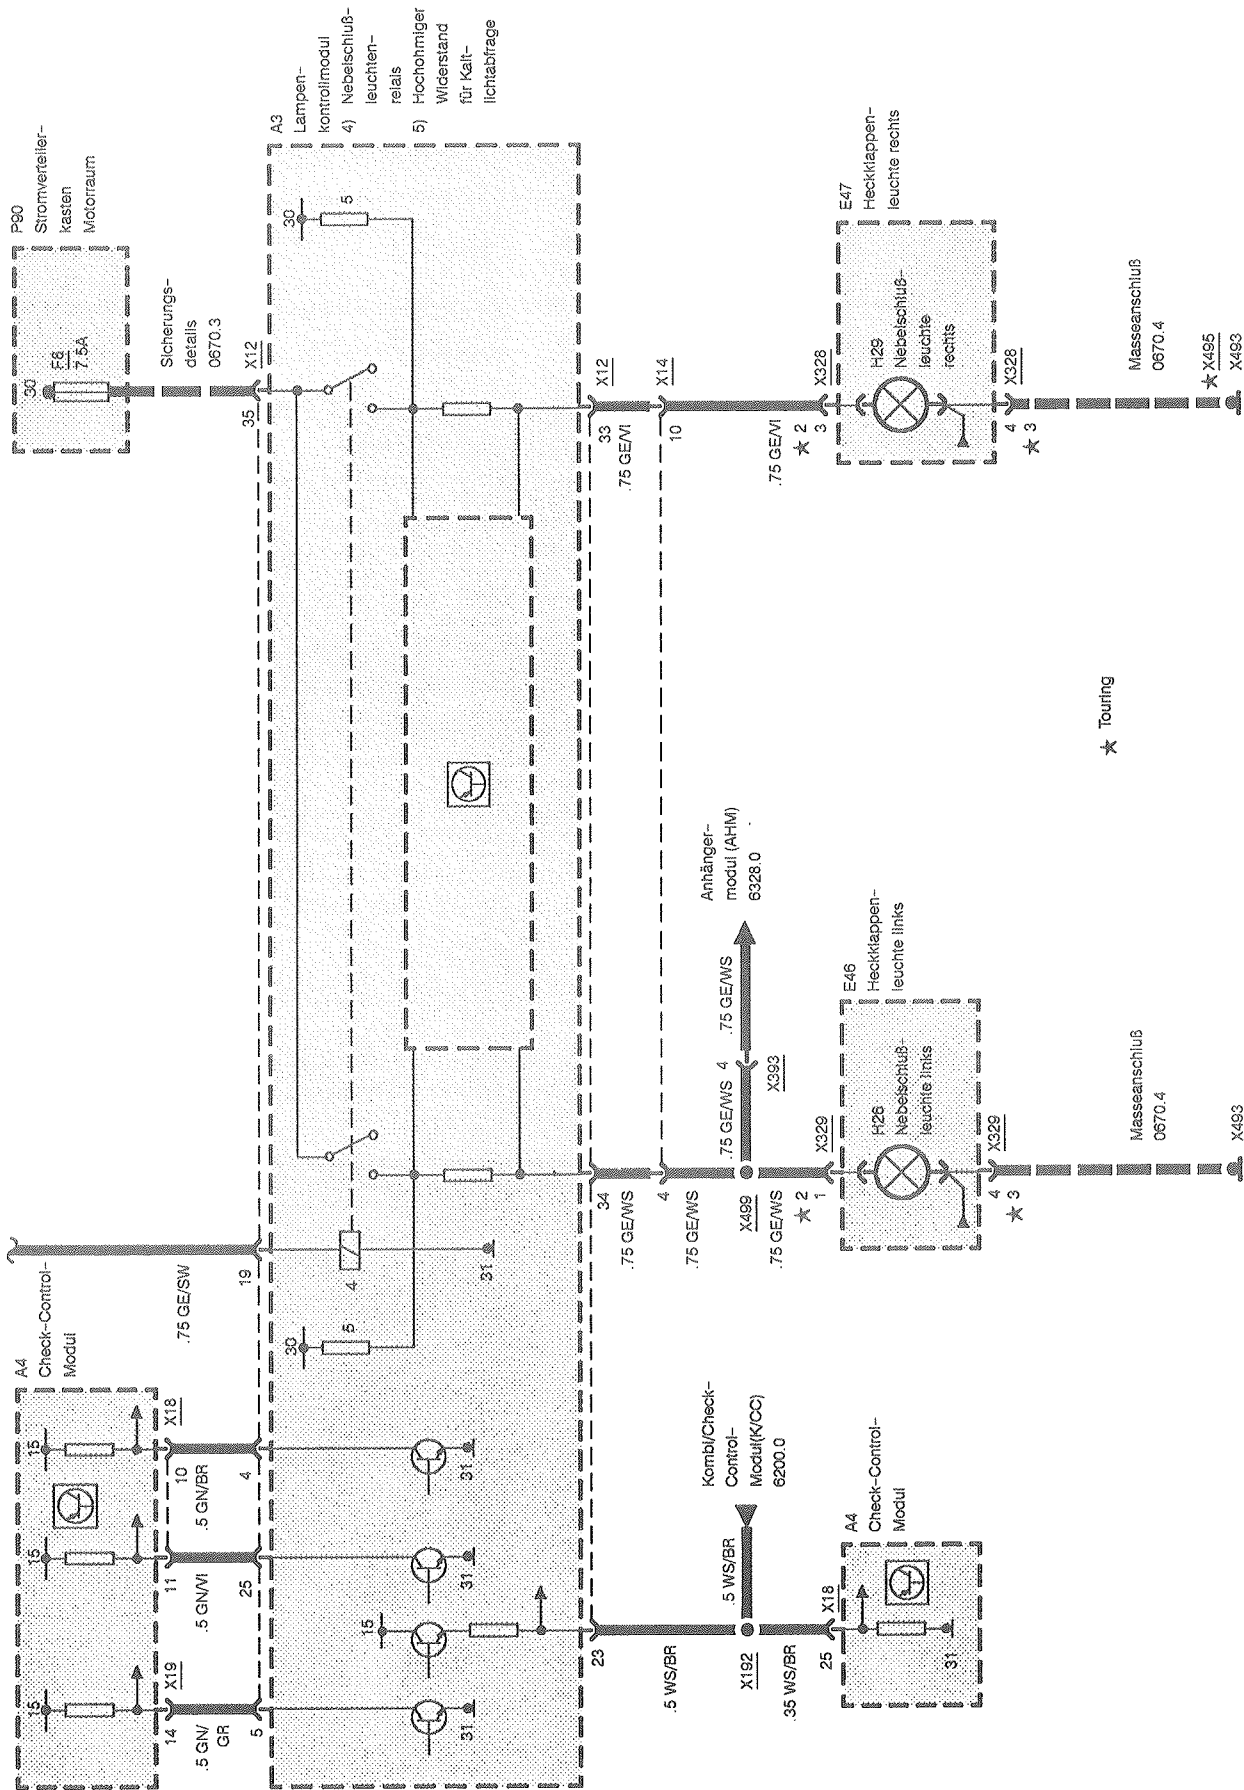 A4
Check-Control-
Modul
15
15
15
X19
X18
14
11
10
.5 GN/
GR
.5 GN/VI
.5 GN/BR
5
25
4
.75 GE/SW
19
P90
Stromverteiler-
kasten
Motorraum
30
F6
7.5A
Sicherungs-
details
0670.3
X12
35
A3
Lampen-
kontrollmodul
4) Nebelschluß-
leuchten-
relais
5) Hochohmiger
Widerstand
für Kalt-
lichtabfrage
30
5
4
31
30
5
15
31
31
31
23
34
33
X12
.75 GE/WS
.75 GE/VI
4
10
X14
.5 WS/BR
.5 WS/BR
X192
.35 WS/BR
Kombi/Check-
Control-
Modul(K/CC)
6200.0
25
X18
A4
Check-Control-
Modul
31
.75 GE/WS
X499
.75 GE/WS
.75 GE/WS
4
X393
.75 GE/WS
Anhänger-
modul (AHM)
6328.0
★ 2
1
X329
E46
Heckklappen-
leuchte links
H26
Nebelschluß-
leuchte links
4
★ 3
X329
Masseanschluß
0670.4
X493
.75 GE/VI
★ 2
3
X328
E47
Heckklappen-
leuchte rechts
H29
Nebelschluß-
leuchte
rechts
4
★ 3
X328
Masseanschluß
0670.4
★ X495
X493
★ Touring